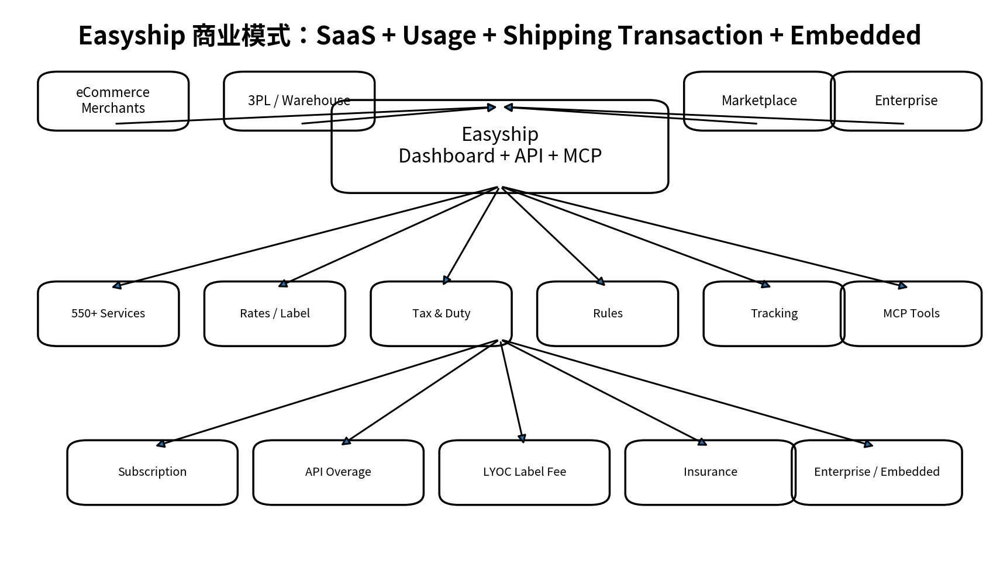 Easyship 商业模式：SaaS + Usage + Shipping Transaction + Embedded
eCommerce
Merchants
3PL / Warehouse
Marketplace
Enterprise
Easyship
Dashboard + API + MCP
550+ Services
Rates / Label
Tax & Duty
Rules
Tracking
MCP Tools
Subscription
API Overage
LYOC Label Fee
Insurance
Enterprise / Embedded